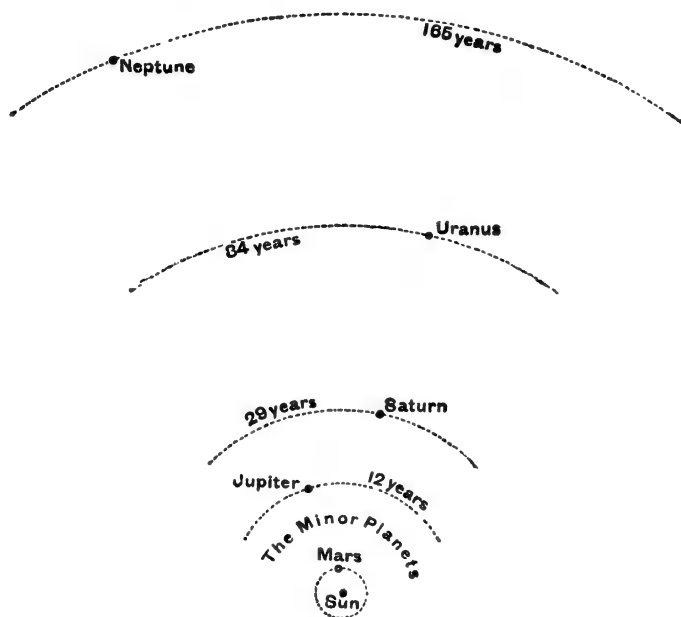 165 years
Neptune
Uranus
84 years
Saturn
29 years
Jupiter
12 years
The Minor Planets
Mars
Sun